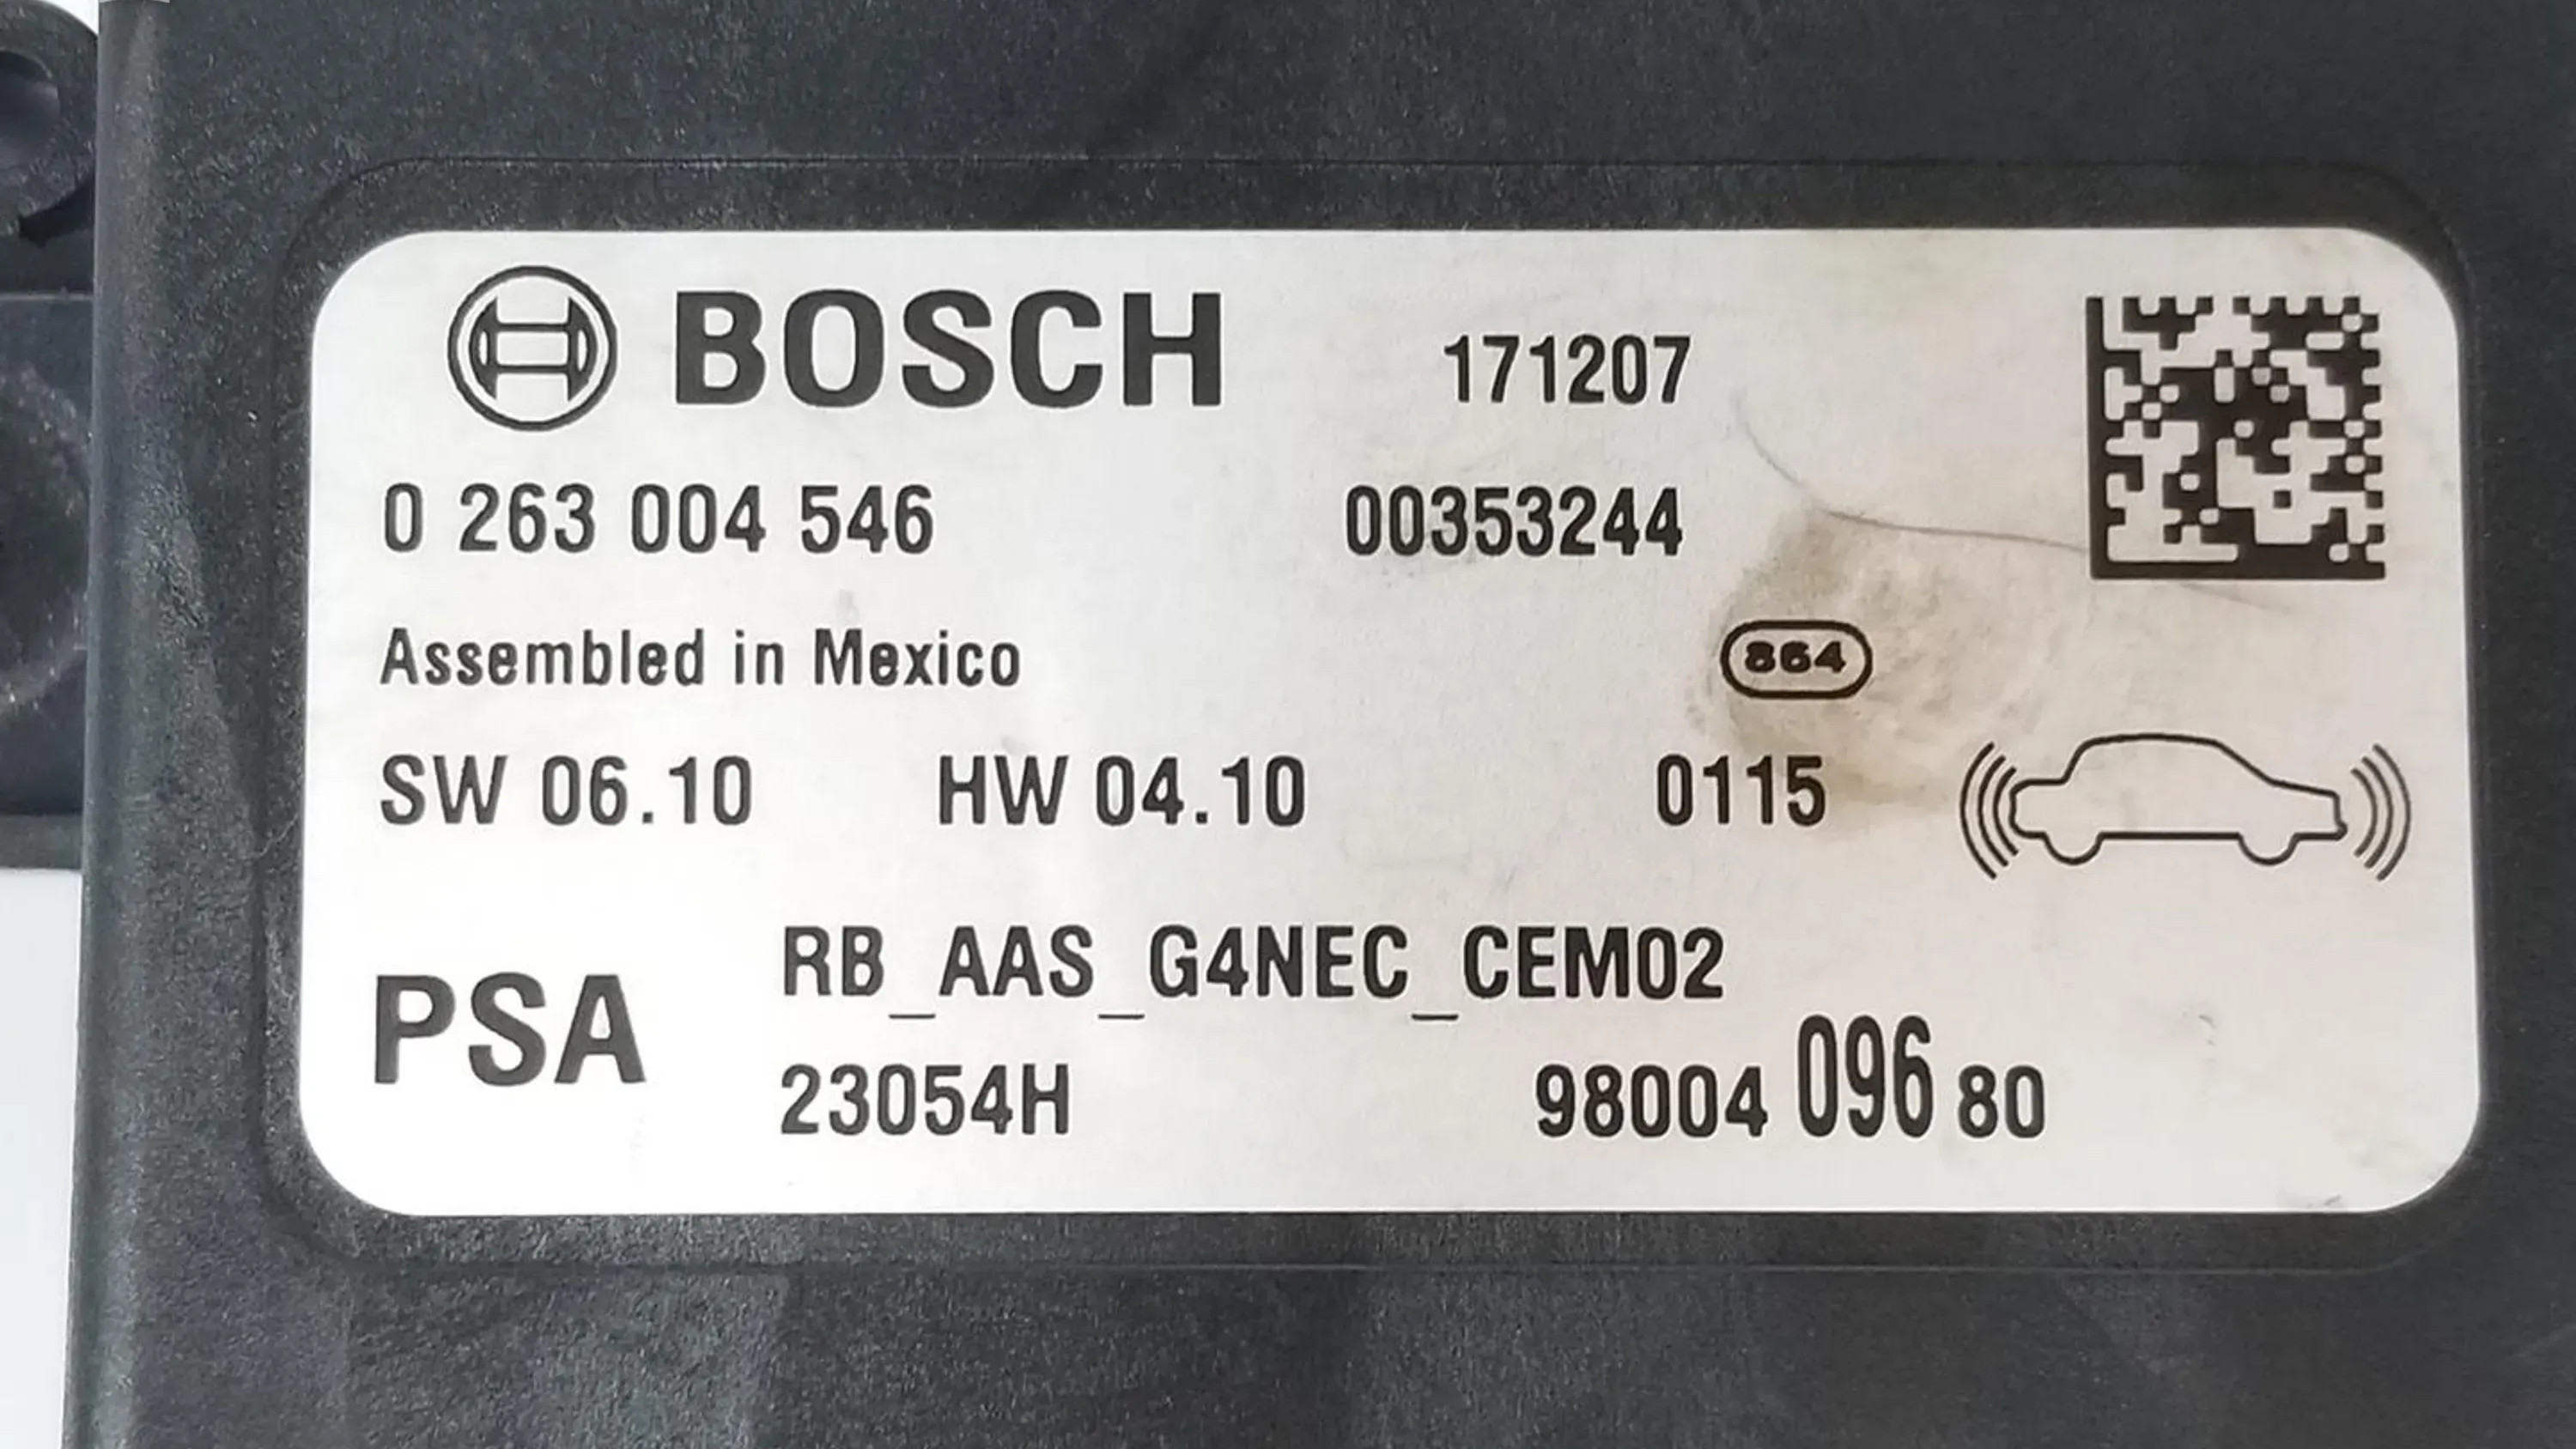 BOSCH 171207
0 263 004 546 00353244
Assembled in Mexico 864
SW 06.10 HW 04.10 0115
PSA RB_AAS_G4NEC_CEM02
23054H 98004 096 80